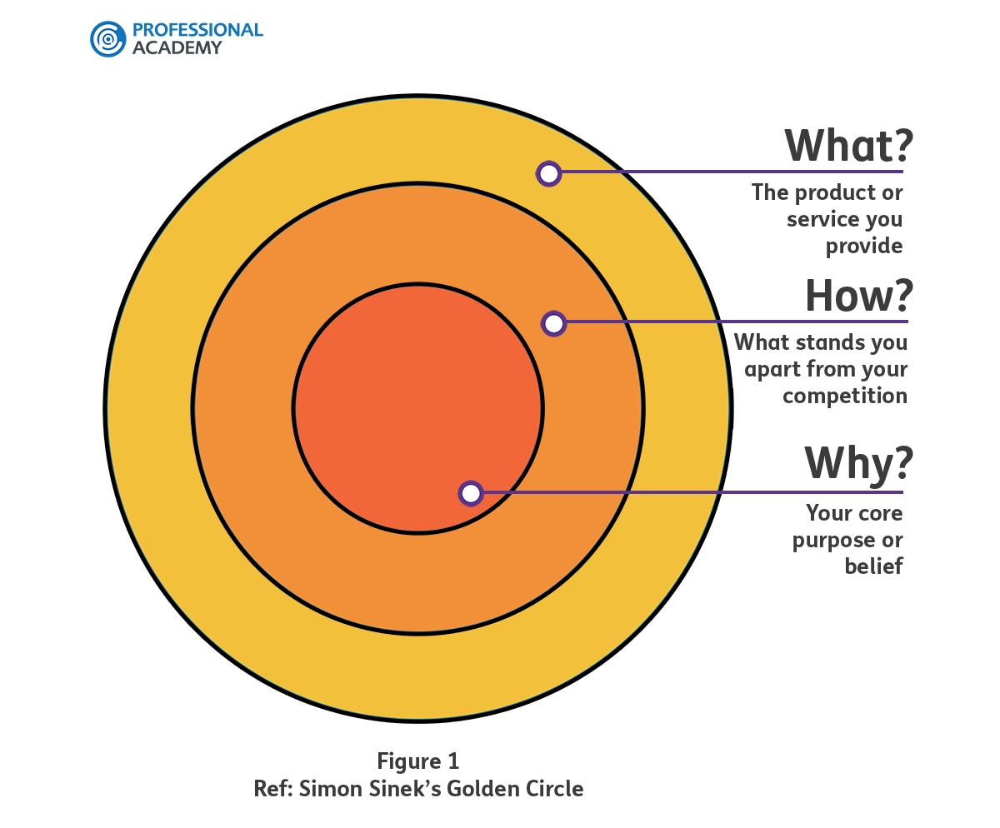 PROFESSIONAL
ACADEMY
What?
The product or
service you
provide
How?
What stands you
apart from your
competition
Why?
Your core
purpose or
belief
Figure 1
Ref: Simon Sinek’s Golden Circle